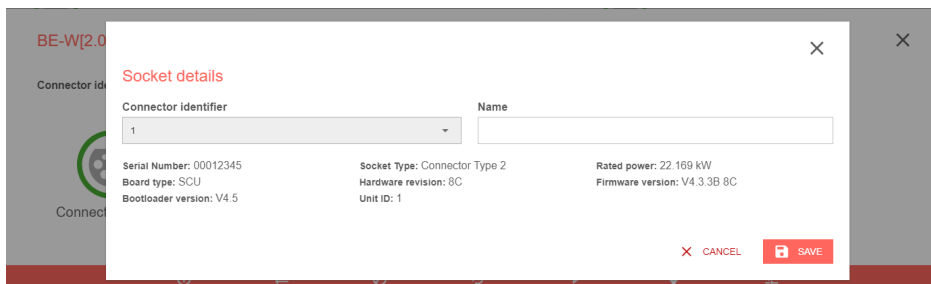 BE-W[2.0
Connector ide
Connect
Socket details
Connector identifier
Name
1
Serial Number: 00012345
Socket Type: Connector Type 2
Rated power: 22.169 kW
Board type: SCU
Hardware revision: 8C
Firmware version: V4.3.3B 8C
Bootloader version: V4.5
Unit ID: 1
CANCEL
SAVE